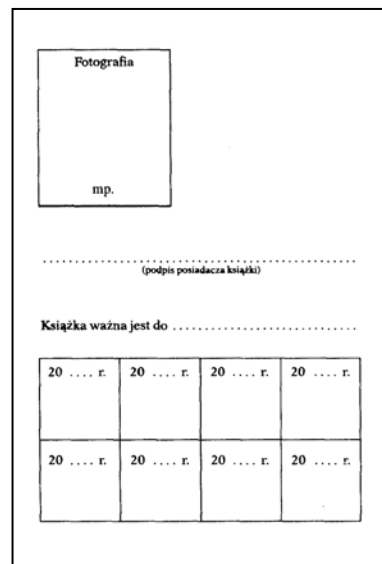 Fotografia
mp.
........................................................
(podpis posiadacza książki)
Książka ważna jest do ................................
20 .... r. 20 .... r. 20 .... r. 20 .... r.
20 .... r. 20 .... r. 20 .... r. 20 .... r.